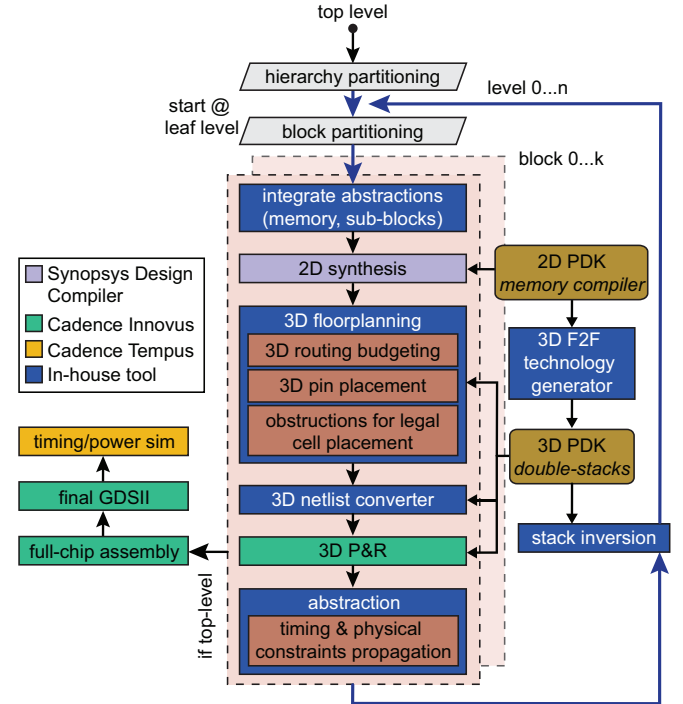 top level
hierarchy partitioning
level 0...n
start @
leaf level
block partitioning
block 0...k
integrate abstractions
(memory, sub-blocks)
Synopsys Design
Compiler
Cadence Innovus
Cadence Tempus
In-house tool
2D synthesis
2D PDK
memory compiler
3D floorplanning
3D routing budgeting
3D pin placement
obstructions for legal
cell placement
3D F2F
technology
generator
3D PDK
double-stacks
timing/power sim
final GDSII
full-chip assembly
3D netlist converter
stack inversion
3D P&R
if top-level
abstraction
timing & physical
constraints propagation